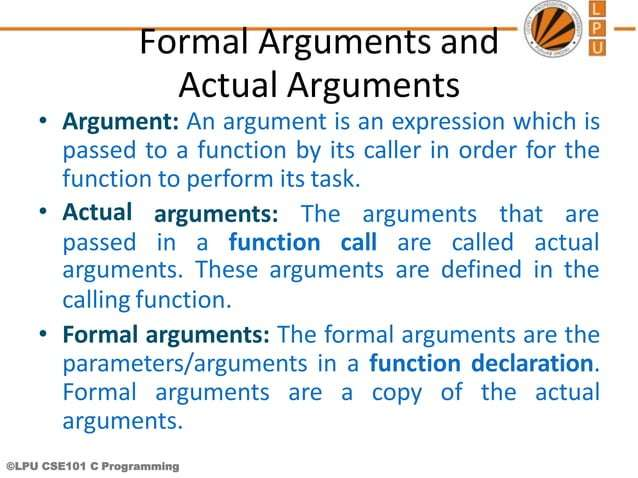 L
P
U
Formal Arguments and
Actual Arguments
• Argument: An argument is an expression which is
passed to a function by its caller in order for the
function to perform its task.
• Actual arguments: The arguments that are
passed in a function call are called actual
arguments. These arguments are defined in the
calling function.
• Formal arguments: The formal arguments are the
parameters/arguments in a function declaration.
Formal arguments are a copy of the actual
arguments.
©LPU CSE101 C Programming